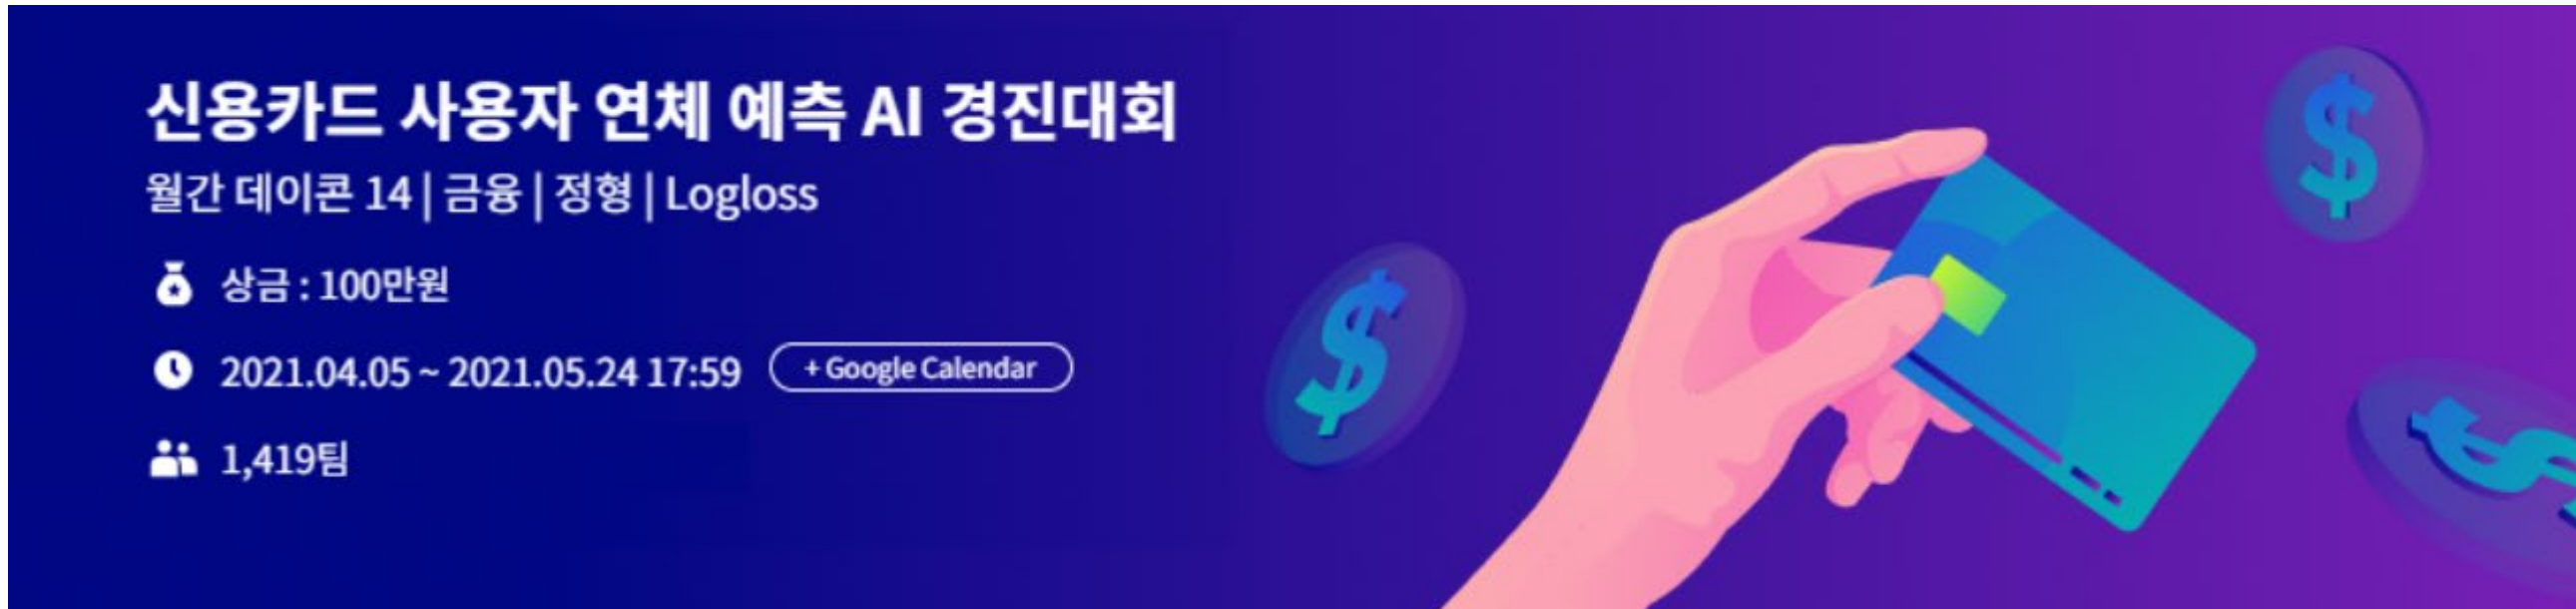 신용카드 사용자 연체 예측 AI 경진대회
월간 데이콘 14 | 금융 | 정형 | Logloss
상금 : 100만원
2021.04.05 ~ 2021.05.24 17:59 + Google Calendar
1,419팀